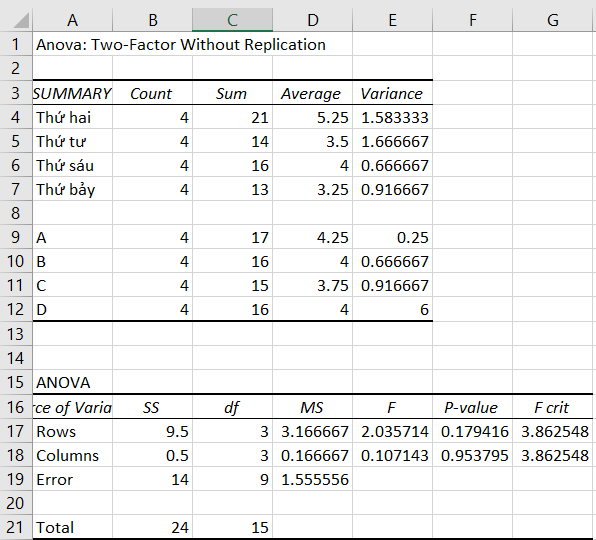 A B C D E F G
1 Anova: Two-Factor Without Replication
2
3 SUMMARY Count Sum Average Variance
4 Thứ hai 4 21 5.25 1.583333
5 Thứ tư 4 14 3.5 1.666667
6 Thứ sáu 4 16 4 0.666667
7 Thứ bảy 4 13 3.25 0.916667
8
9 A 4 17 4.25 0.25
10 B 4 16 4 0.666667
11 C 4 15 3.75 0.916667
12 D 4 16 4 6
13
14
15 ANOVA
16 rce of Varia SS df MS F P-value F crit
17 Rows 9.5 3 3.166667 2.035714 0.179416 3.862548
18 Columns 0.5 3 0.166667 0.107143 0.953795 3.862548
19 Error 14 9 1.555556
20
21 Total 24 15